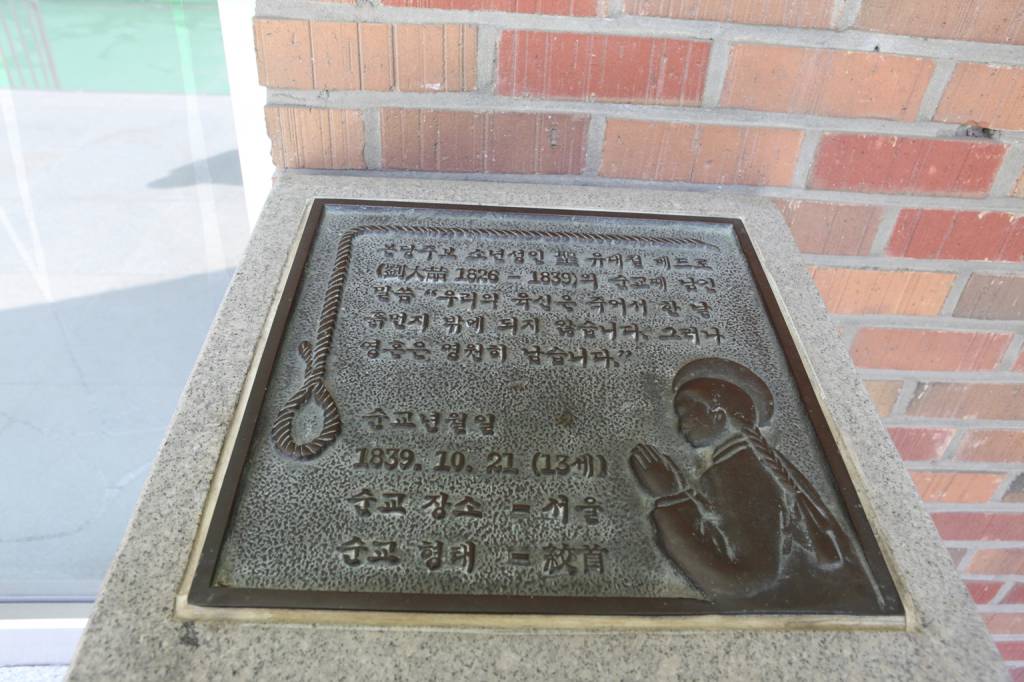 본당주교 소년성인 聖 유대철 베드로
(劉大喆 1826 - 1839)의 순교때 남긴
말씀 "우리의 육신은 죽어서 한 낱
흙먼지 밖에 되지 않습니다. 그러나
영혼은 영원히 남습니다."
순교년월일
1839. 10. 21 (13세)
순교 장소 = 서울
순교 형태 = 絞首